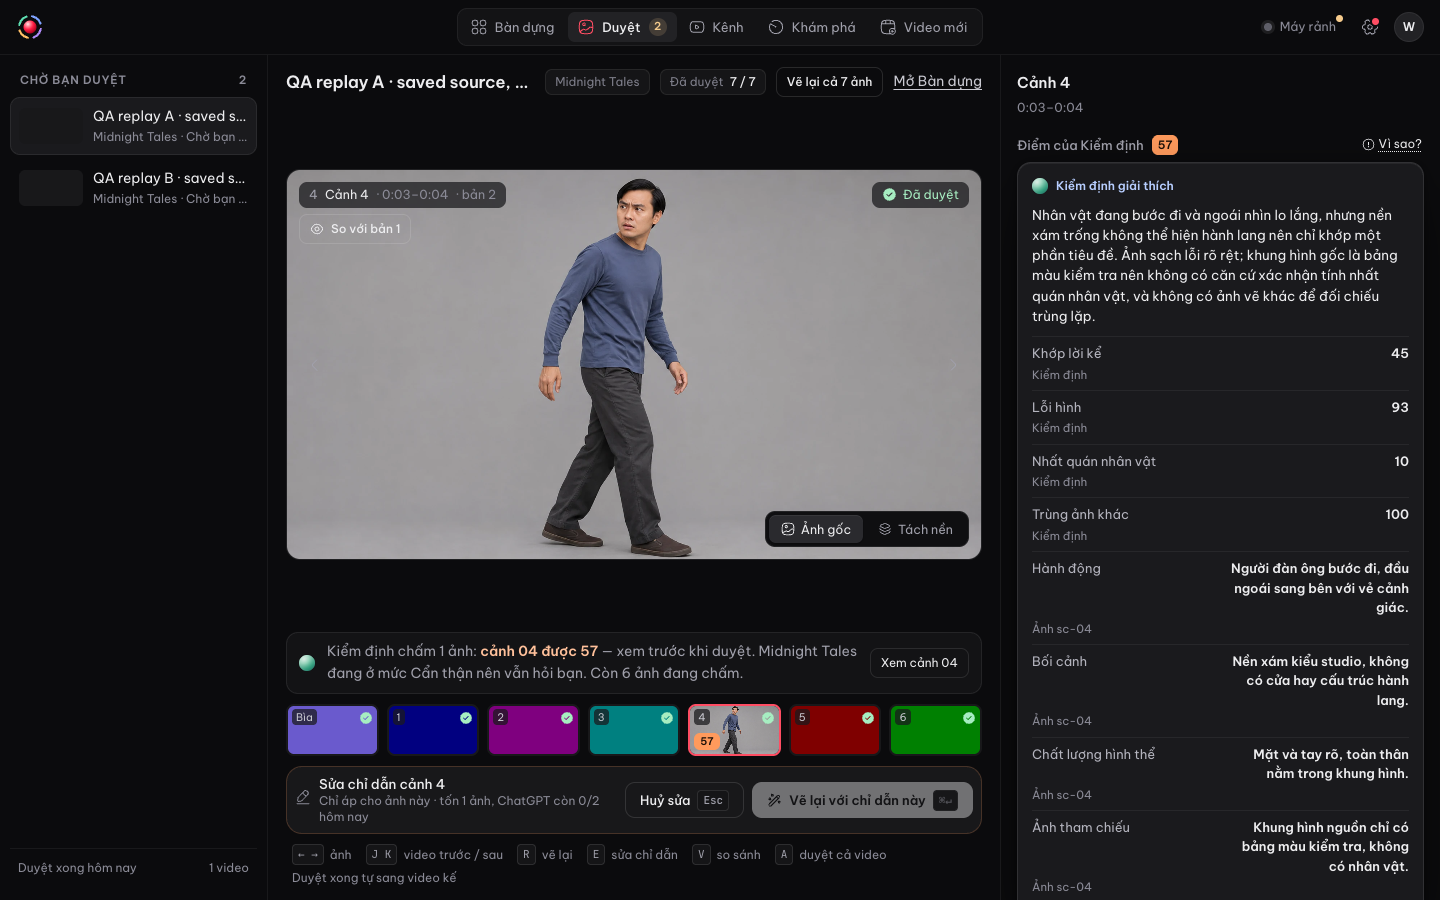 Bàn dựng
Duyệt 2
Kênh
Khám phá
Video mới
Máy rảnh
W
CHỜ BẠN DUYỆT 2
QA replay A · saved s...
Midnight Tales · Chờ bạn ...
QA replay B · saved s...
Midnight Tales · Chờ bạn ...
Duyệt xong hôm nay 1 video
QA replay A · saved source, ...
Midnight Tales
Đã duyệt 7 / 7
Vẽ lại cả 7 ảnh
Mở Bàn dựng
4 Cảnh 4 · 0:03–0:04 · bản 2
Đã duyệt
So với bản 1
Ảnh gốc
Tách nền
Kiểm định chấm 1 ảnh: cảnh 04 được 57 — xem trước khi duyệt. Midnight Tales
đang ở mức Cẩn thận nên vẫn hỏi bạn. Còn 6 ảnh đang chấm.
Xem cảnh 04
Bìa
1
2
3
4
57
5
6
Sửa chỉ dẫn cảnh 4
Chỉ áp cho ảnh này · tốn 1 ảnh, ChatGPT còn 0/2
hôm nay
Huỷ sửa Esc
Vẽ lại với chỉ dẫn này
← → ảnh
J K video trước / sau
R vẽ lại
E sửa chỉ dẫn
V so sánh
A duyệt cả video
Duyệt xong tự sang video kế
Cảnh 4
0:03–0:04
Điểm của Kiểm định 57
Vì sao?
Kiểm định giải thích
Nhân vật đang bước đi và ngoái nhìn lo lắng, nhưng nền
xám trống không thể hiện hành lang nên chỉ khớp một
phần tiêu đề. Ảnh sạch lỗi rõ rệt; khung hình gốc là bảng
màu kiểm tra nên không có căn cứ xác nhận tính nhất
quán nhân vật, và không có ảnh vẽ khác để đối chiếu
trùng lặp.
Khớp lời kể 45
Kiểm định
Lỗi hình 93
Kiểm định
Nhất quán nhân vật 10
Kiểm định
Trùng ảnh khác 100
Kiểm định
Hành động
Người đàn ông bước đi, đầu
ngoái sang bên với vẻ cảnh
giác.
Ảnh sc-04
Bối cảnh
Nền xám kiểu studio, không
có cửa hay cấu trúc hành
lang.
Ảnh sc-04
Chất lượng hình thể
Mặt và tay rõ, toàn thân
nằm trong khung hình.
Ảnh sc-04
Ảnh tham chiếu
Khung hình nguồn chỉ có
bảng màu kiểm tra, không
có nhân vật.
Ảnh sc-04